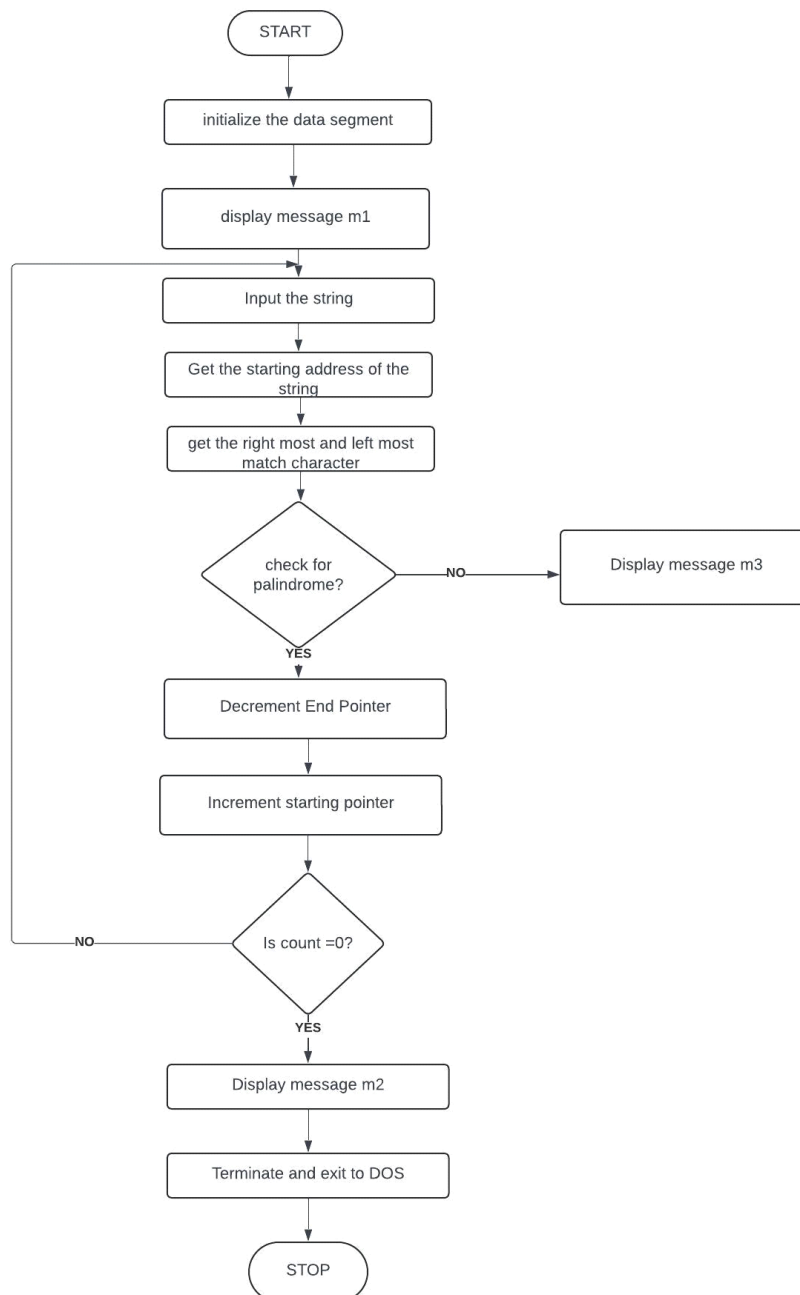 START
initialize the data segment
display message m1
Input the string
Get the starting address of the
string
get the right most and left most
match character
check for
palindrome?
NO
Display message m3
YES
Decrement End Pointer
Increment starting pointer
Is count =0?
NO
YES
Display message m2
Terminate and exit to DOS
STOP